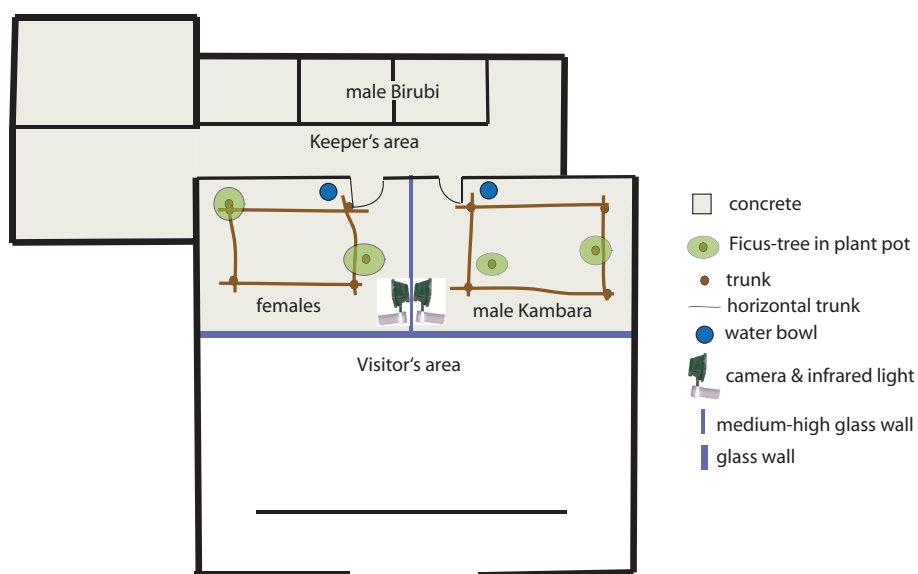 male Birubi
Keeper‘s area
females
male Kambara
Visitor‘s area
concrete
Ficus-tree in plant pot
trunk
horizontal trunk
water bowl
camera & infrared light
medium-high glass wall
glass wall